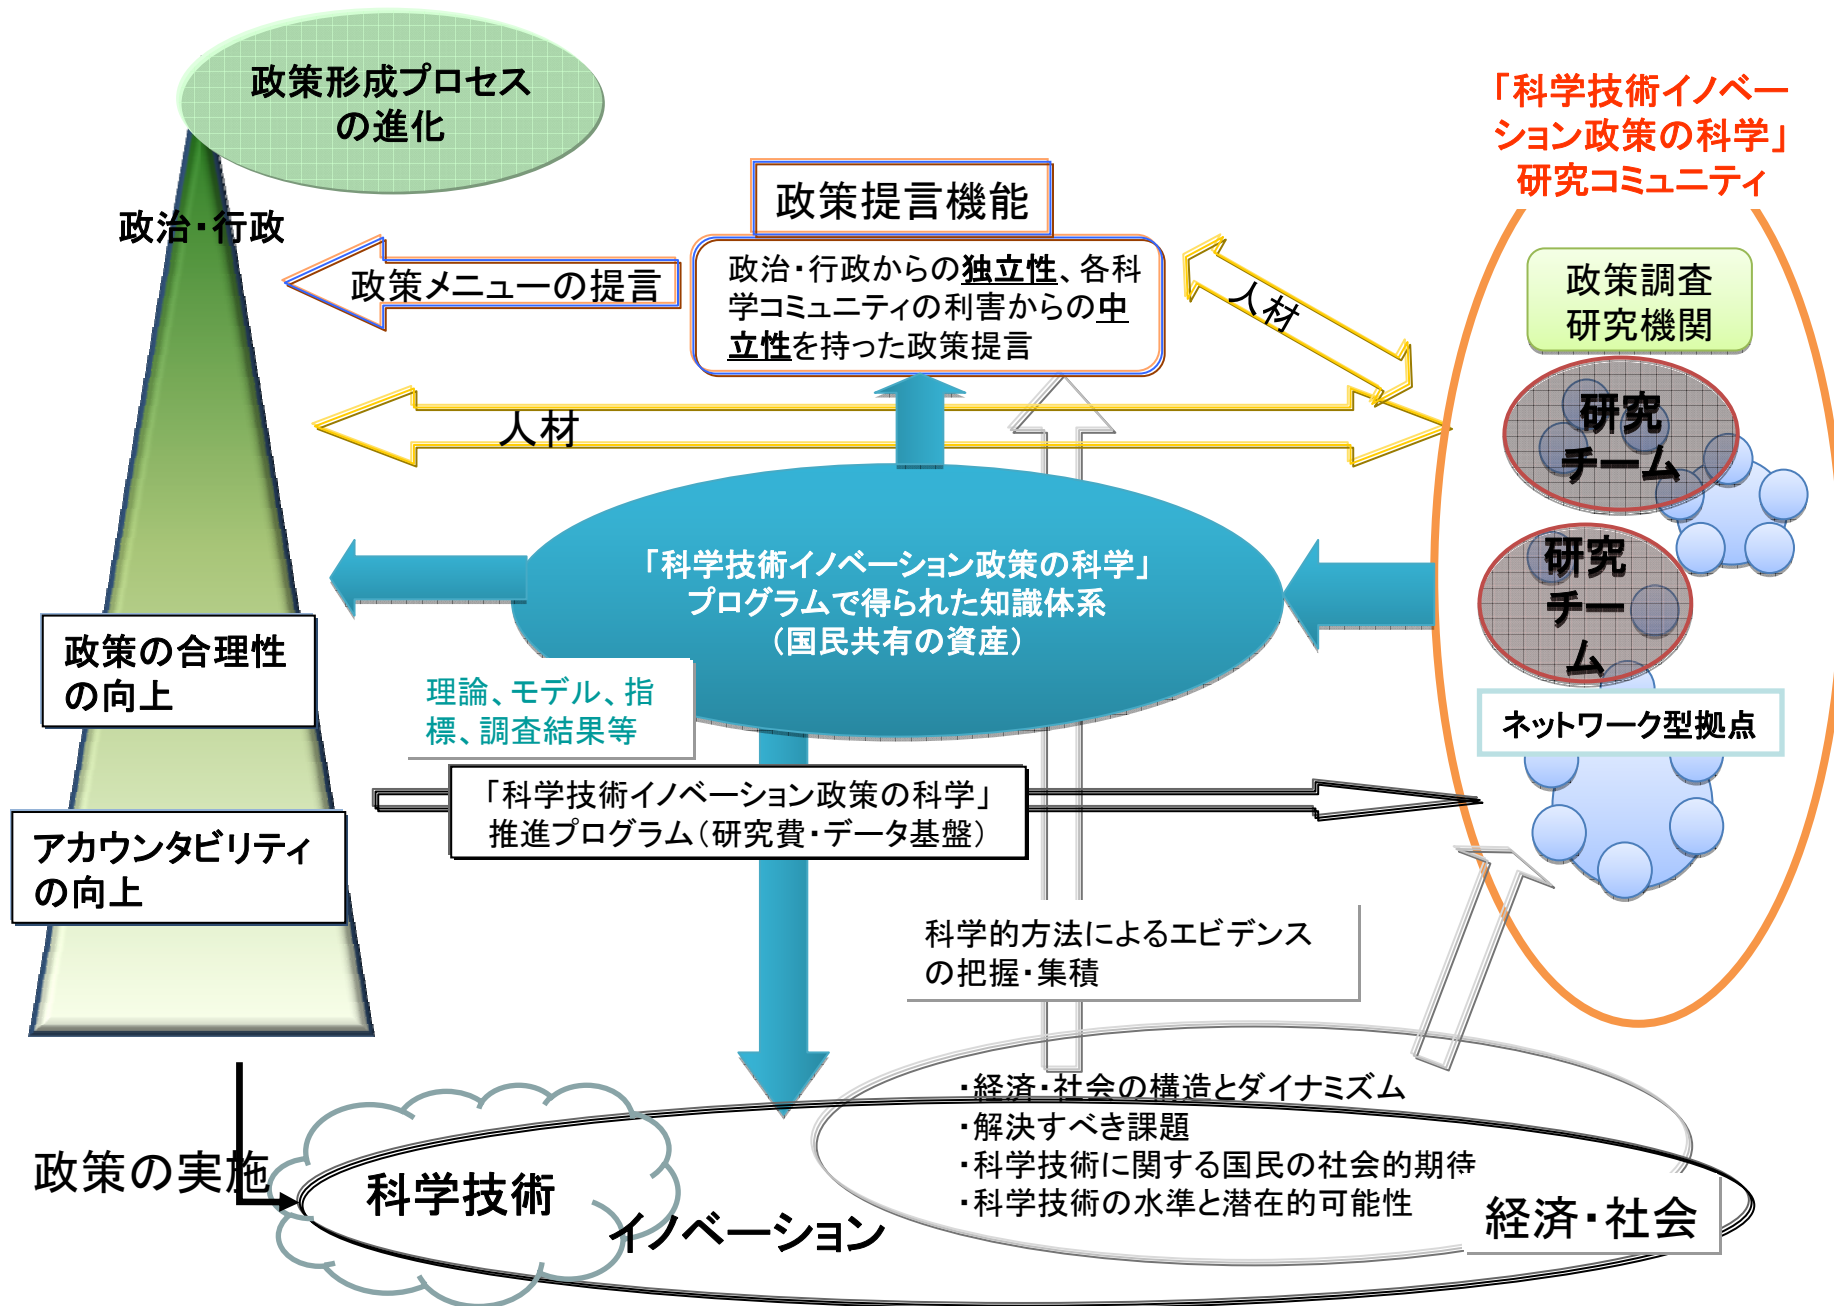 政策形成プロセス
の進化
「科学技術イノベー
ション政策の科学」
研究コミュニティ
政治・行政
政策提言機能
政策メニューの提言
政治・行政からの独立性、各科
学コミュニティの利害からの中
立性を持った政策提言
人材
政策調査
研究機関
人材
研究
チーム
「科学技術イノベーション政策の科学」
プログラムで得られた知識体系
(国民共有の資産)
研究
チー
ム
政策の合理性
の向上
理論、モデル、指
標、調査結果等
ネットワーク型拠点
「科学技術イノベーション政策の科学」
推進プログラム(研究費・データ基盤)
アカウンタビリティ
の向上
科学的方法によるエビデンス
の把握・集積
・経済・社会の構造とダイナミズム
・解決すべき課題
・科学技術に関する国民の社会的期待
・科学技術の水準と潜在的可能性
政策の実施
科学技術
イノベーション
経済・社会